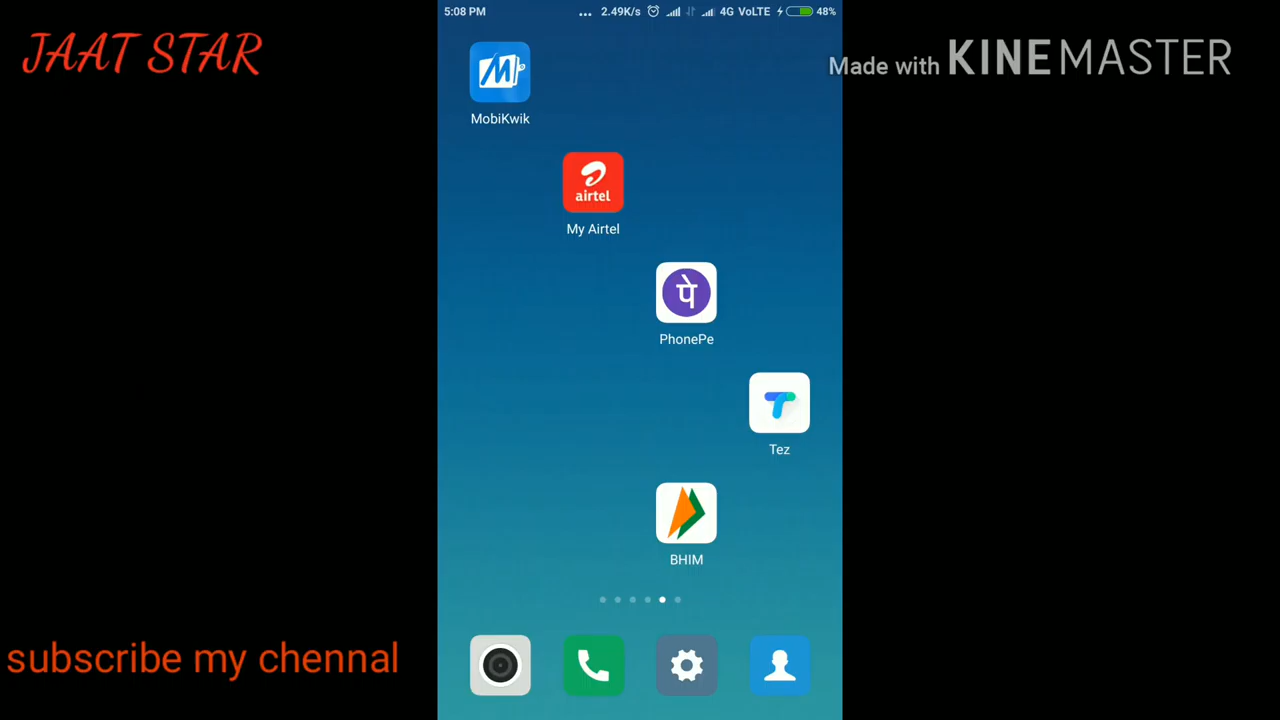 5:08 PM ... 2.49K/s 4G VoLTE 48%
JAAT STAR
Made with KINEMASTER
MobiKwik
airtel
My Airtel
पे
PhonePe
Tez
BHIM
subscribe my chennal